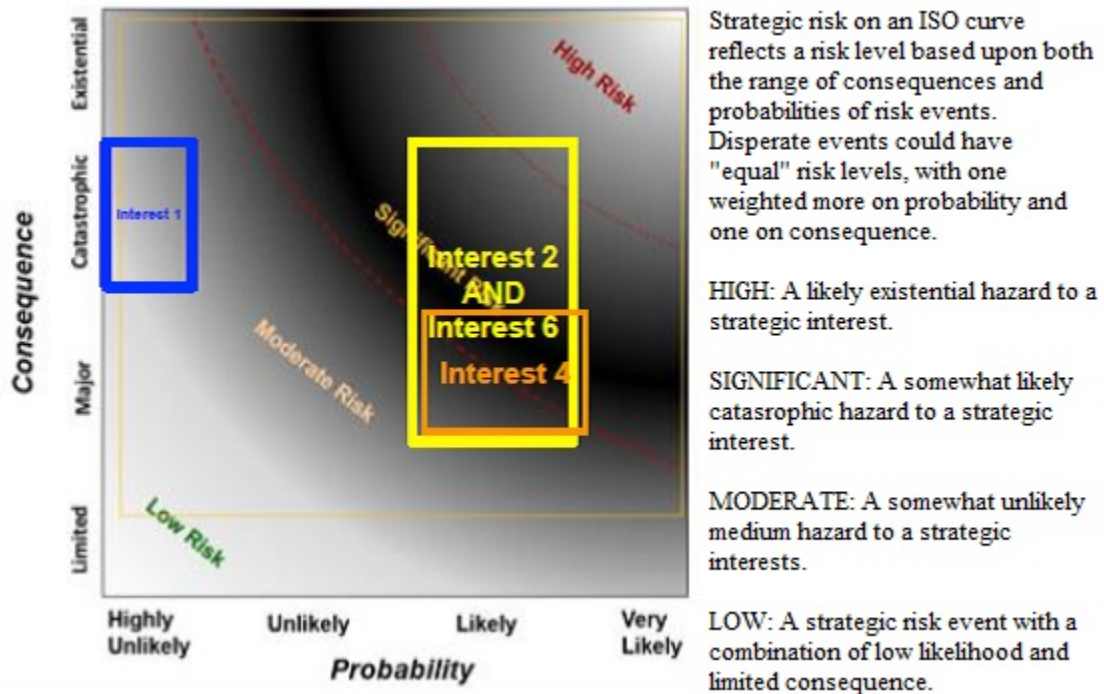 Consequence
Existential
Catastrophic
Major
Limited
High Risk
Significant
Moderate Risk
Low Risk
Interest 1
Interest 2
AND
Interest 6
Interest 4
Highly
Unlikely
Unlikely
Likely
Very
Likely
Probability
Strategic risk on an ISO curve
reflects a risk level based upon both
the range of consequences and
probabilities of risk events.
Disperate events could have
"equal" risk levels, with one
weighted more on probability and
one on consequence.
HIGH: A likely existential hazard to a
strategic interest.
SIGNIFICANT: A somewhat likely
catasrophic hazard to a strategic
interest.
MODERATE: A somewhat unlikely
medium hazard to a strategic
interests.
LOW: A strategic risk event with a
combination of low likelihood and
limited consequence.